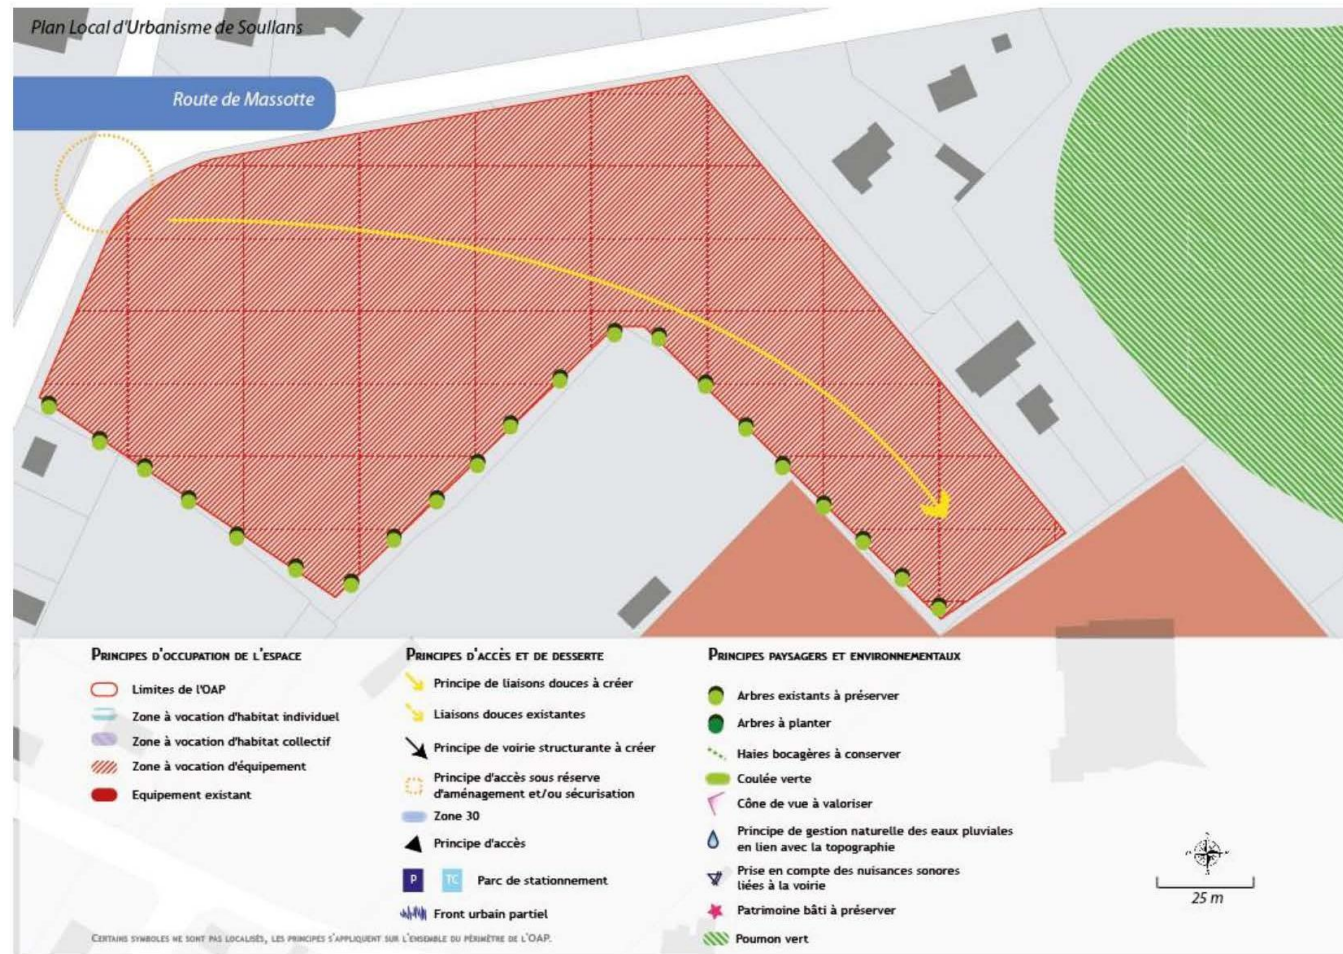 Plan Local d'Urbanisme de Soullans
Route de Massotte
PRINCIPES D'OCCUPATION DE L'ESPACE
Limites de l'OAP
Zone à vocation d'habitat individuel
Zone à vocation d'habitat collectif
Zone à vocation d'équipement
Equipement existant
PRINCIPES D'ACCÈS ET DE DESSERTE
Principe de liaisons douces à créer
Liaisons douces existantes
Principe de voirie structurante à créer
Principe d'accès sous réserve
d'aménagement et/ou sécurisation
Zone 30
Principe d'accès
P TC Parc de stationnement
Front urbain partiel
PRINCIPES PAYSAGERS ET ENVIRONNEMENTAUX
Arbres existants à préserver
Arbres à planter
Haies bocagères à conserver
Coulée verte
Cône de vue à valoriser
Principe de gestion naturelle des eaux pluviales
en lien avec la topographie
Prise en compte des nuisances sonores
liées à la voirie
Patrimoine bâti à préserver
Poumon vert
25 m
CERTAINS SYMBOLES NE SONT PAS LOCALISÉS, LES PRINCIPES S'APPLIQUENT SUR L'ENSEMBLE DU PÉRIMÈTRE DE L'OAP.